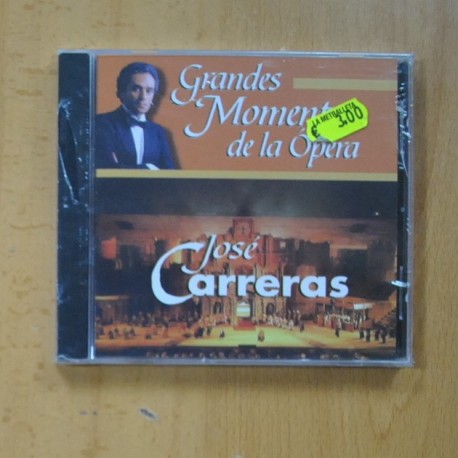 Grandes
Moment
de la Ópera
LA METRALLETA
€ 3.00
José
Carreras